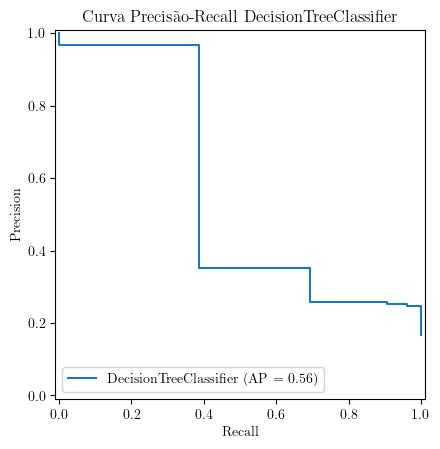 Curva Precisão-Recall DecisionTreeClassifier
1.0
0.8
0.6
0.4
0.2
0.0
Precision
DecisionTreeClassifier (AP = 0.56)
0.0 0.2 0.4 0.6 0.8 1.0
Recall